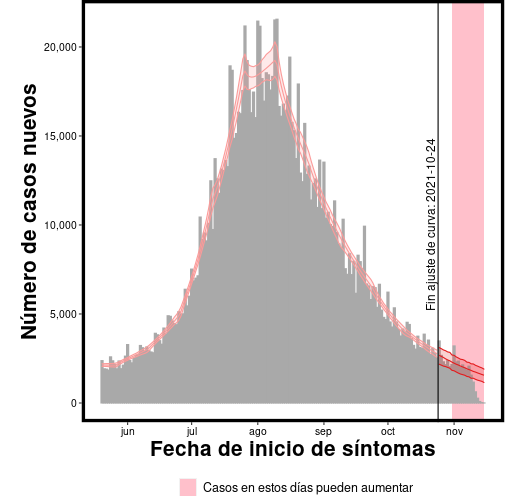 Número de casos nuevos
20,000
15,000
10,000
5,000
0
Fin ajuste de curva: 2021-10-24
jun jul ago sep oct nov
Fecha de inicio de síntomas
Casos en estos días pueden aumentar